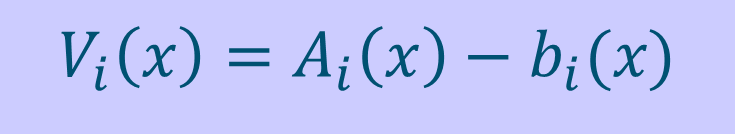 Vᵢ(x) = Aᵢ(x) − bᵢ(x)